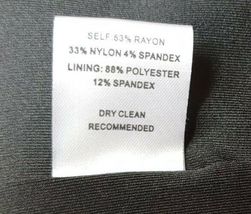 SELF 63% RAYON
33% NYLON 4% SPANDEX
LINING: 88% POLYESTER
12% SPANDEX
DRY CLEAN
RECOMMENDED